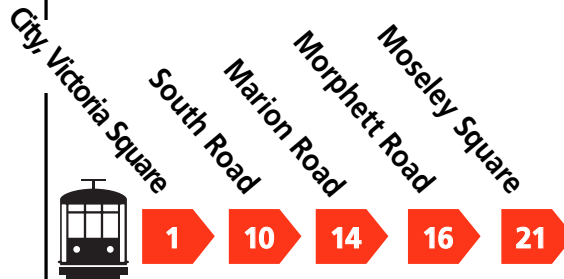 City, Victoria Square
South Road
Marion Road
Morphett Road
Moseley Square
1
10
14
16
21